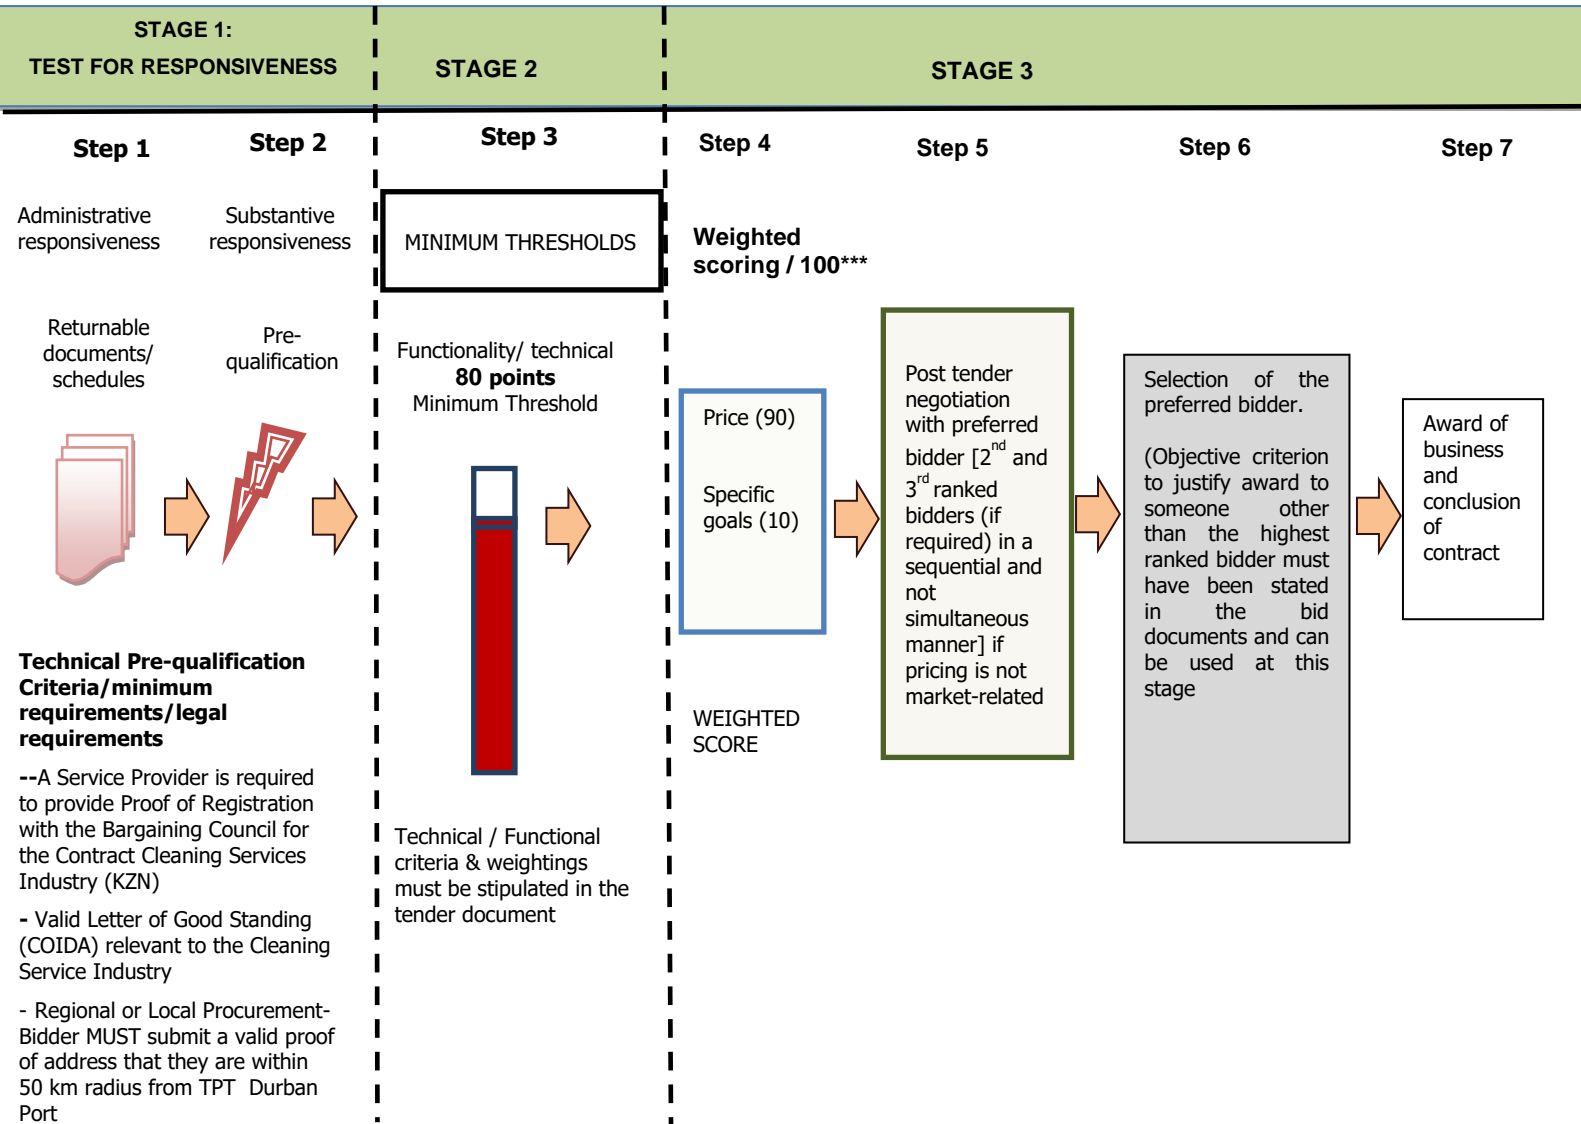 STAGE 1:
TEST FOR RESPONSIVENESS
STAGE 2
STAGE 3
Step 1
Step 2
Step 3
Step 4
Step 5
Step 6
Step 7
Administrative
responsiveness
Substantive
responsiveness
MINIMUM THRESHOLDS
Weighted
scoring / 100***
Returnable
documents/
schedules
Pre-
qualification
Functionality/ technical
80 points
Minimum Threshold
Price (90)
Specific
goals (10)
WEIGHTED
SCORE
Post tender
negotiation
with preferred
bidder [2nd and
3rd ranked
bidders (if
required) in a
sequential and
not
simultaneous
manner] if
pricing is not
market-related
Selection of the
preferred bidder.
(Objective criterion
to justify award to
someone other
than the highest
ranked bidder must
have been stated
in the bid
documents and can
be used at this
stage
Award of
business
and
conclusion
of
contract
Technical Pre-qualification
Criteria/minimum
requirements/legal
requirements
--A Service Provider is required
to provide Proof of Registration
with the Bargaining Council for
the Contract Cleaning Services
Industry (KZN)
- Valid Letter of Good Standing
(COIDA) relevant to the Cleaning
Service Industry
- Regional or Local Procurement-
Bidder MUST submit a valid proof
of address that they are within
50 km radius from TPT Durban
Port
Technical / Functional
criteria & weightings
must be stipulated in the
tender document